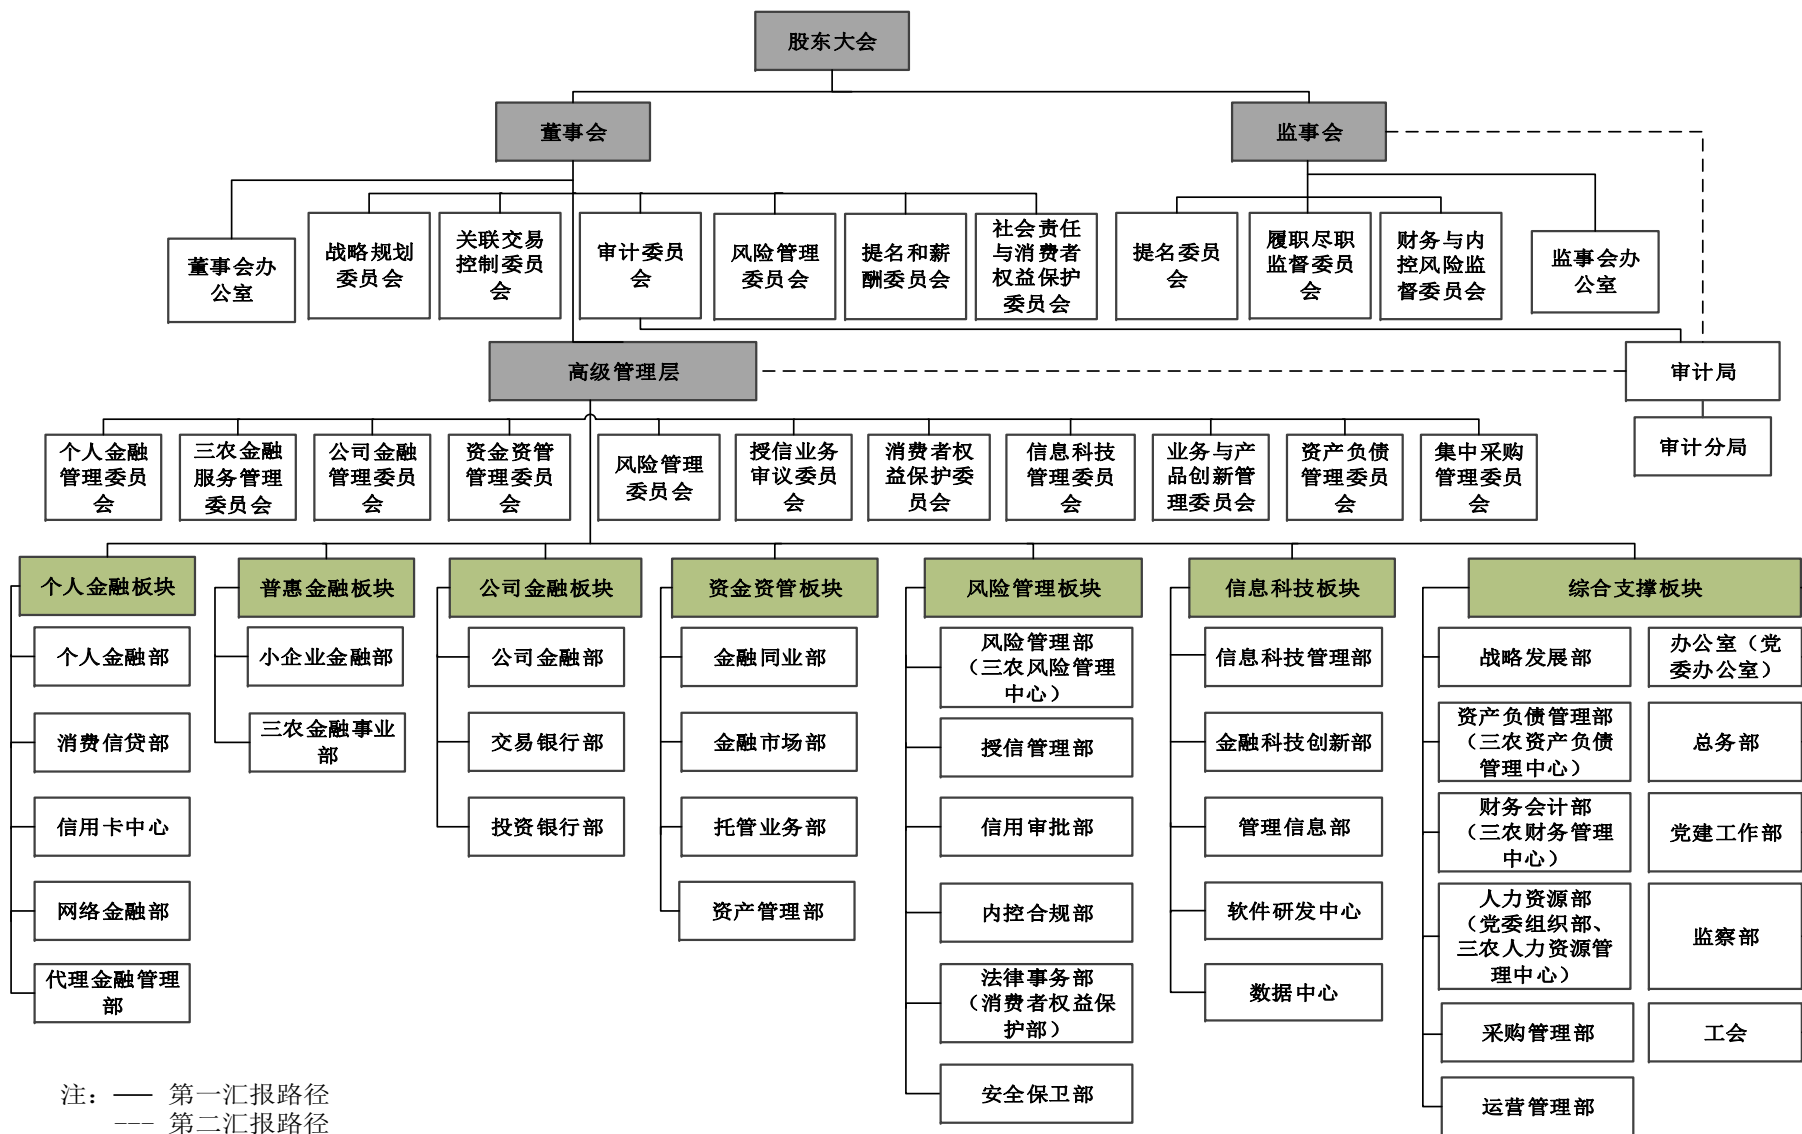 股东大会
董事会
监事会
董事会办
公室
战略规划
委员会
关联交易
控制委员
会
审计委员
会
风险管理
委员会
提名和薪
酬委员会
社会责任
与消费者
权益保护
委员会
提名委员
会
履职尽职
监督委员
会
财务与内
控风险监
督委员会
监事会办
公室
高级管理层
审计局
审计分局
个人金融
管理委员
会
三农金融
服务管理
委员会
公司金融
管理委员
会
资金资管
管理委员
会
风险管理
委员会
授信业务
审议委员
会
消费者权
益保护委
员会
信息科技
管理委员
会
业务与产
品创新管
理委员会
资产负债
管理委员
会
集中采购
管理委员
会
个人金融板块
普惠金融板块
公司金融板块
资金资管板块
风险管理板块
信息科技板块
综合支撑板块
个人金融部
消费信贷部
信用卡中心
网络金融部
代理金融管理
部
小企业金融部
三农金融事业
部
公司金融部
交易银行部
投资银行部
金融同业部
金融市场部
托管业务部
资产管理部
风险管理部
（三农风险管理
中心）
授信管理部
信用审批部
内控合规部
法律事务部
（消费者权益保
护部）
安全保卫部
信息科技管理部
金融科技创新部
管理信息部
软件研发中心
数据中心
战略发展部
资产负债管理部
（三农资产负债
管理中心）
财务会计部
（三农财务管理
中心）
人力资源部
（党委组织部、
三农人力资源管
理中心）
采购管理部
运营管理部
办公室（党
委办公室）
总务部
党建工作部
监察部
工会
注：—— 第一汇报路径
--- 第二汇报路径